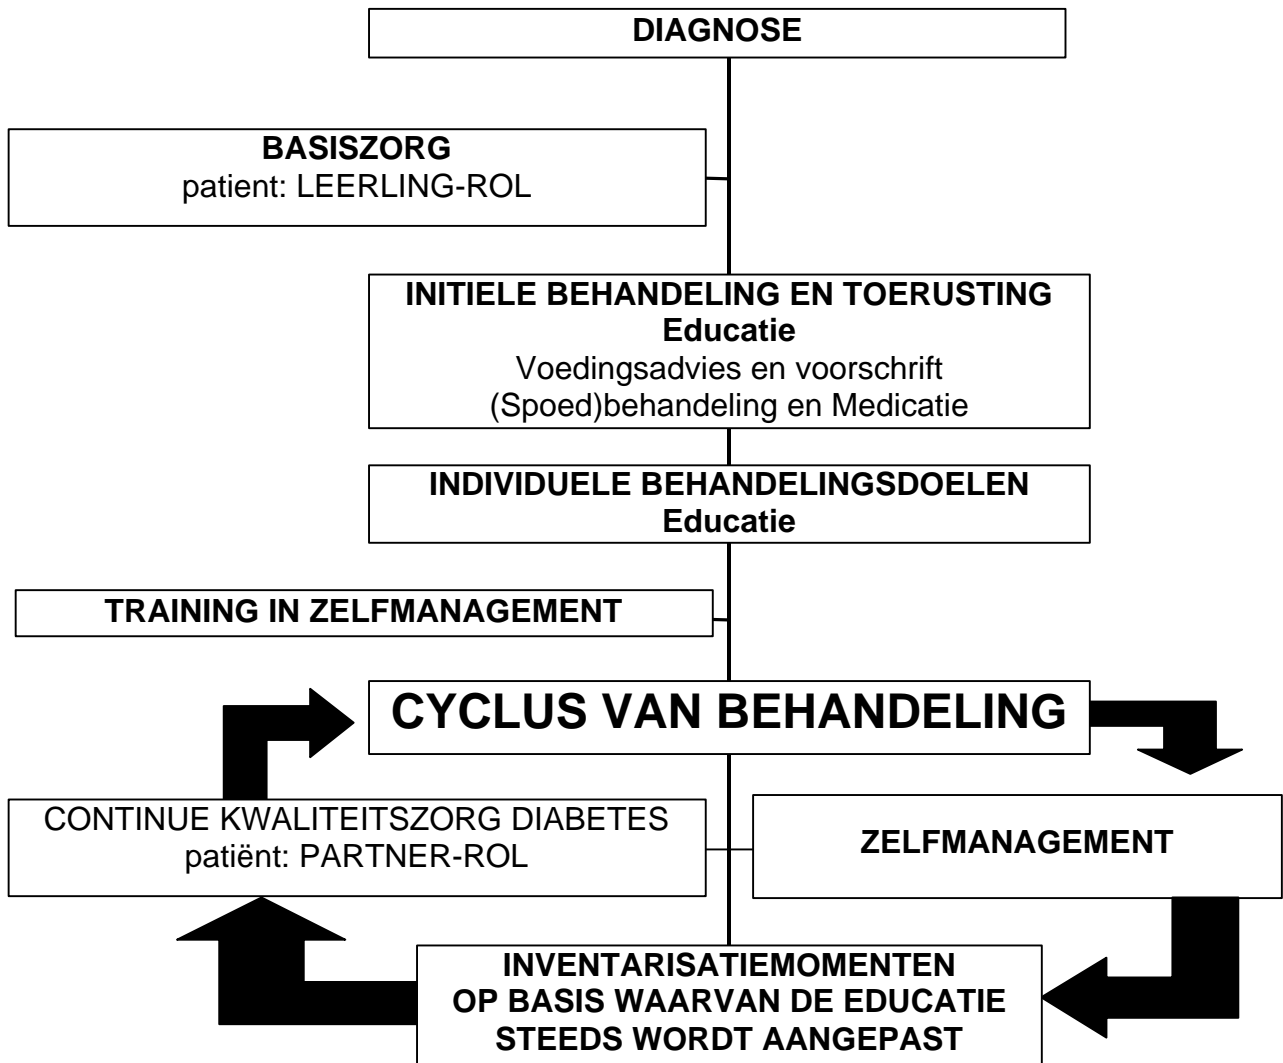 DIAGNOSE
BASISZORG
patient: LEERLING-ROL
INITIELE BEHANDELING EN TOERUSTING
Educatie
Voedingsadvies en voorschrift
(Spoed)behandeling en Medicatie
INDIVIDUELE BEHANDELINGSDOELEN
Educatie
TRAINING IN ZELFMANAGEMENT
CYCLUS VAN BEHANDELING
CONTINUE KWALITEITSZORG DIABETES
patiënt: PARTNER-ROL
ZELFMANAGEMENT
INVENTARISATIEMOMENTEN
OP BASIS WAARVAN DE EDUCATIE
STEEDS WORDT AANGEPAST